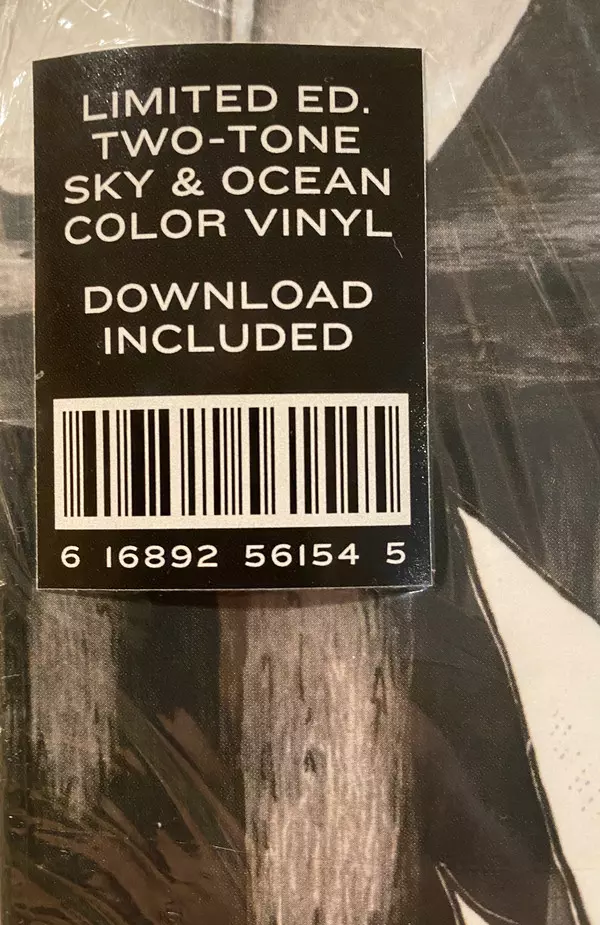 LIMITED ED.
TWO-TONE
SKY & OCEAN
COLOR VINYL
DOWNLOAD
INCLUDED
6 16892 56154 5